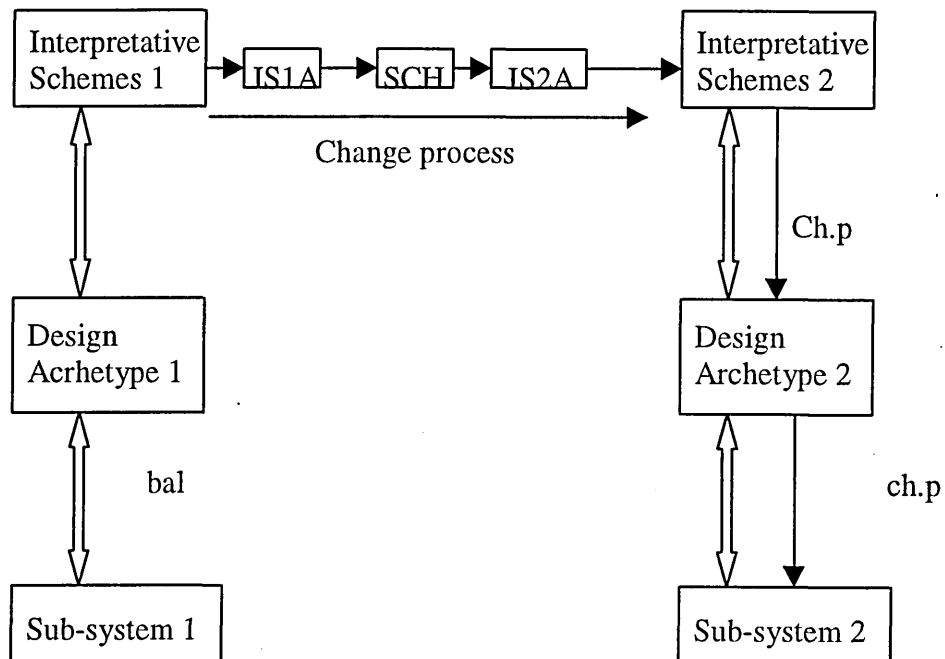 Interpretative
Schemes 1
IS1A
SCH
IS2A
Interpretative
Schemes 2
Change process
Ch.p
Design
Acrhetype 1
Design
Archetype 2
bal
ch.p
Sub-system 1
Sub-system 2